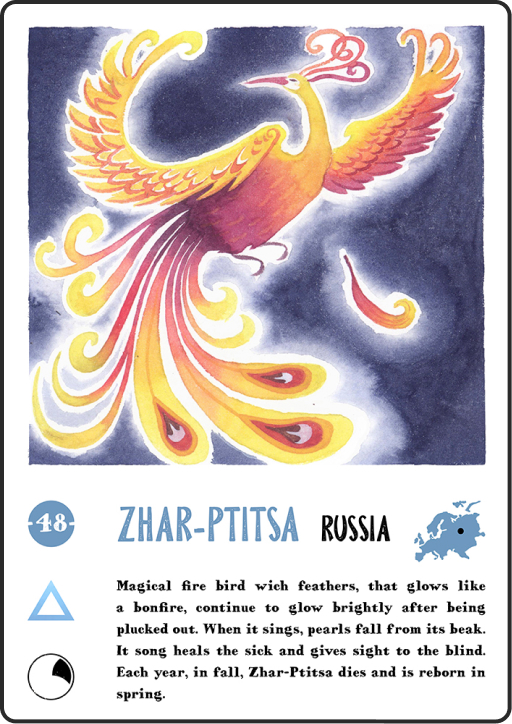 -48-
ZHAR-PTITSA RUSSIA
Magical fire bird wich feathers, that glows like
a bonfire, continue to glow brightly after being
plucked out. When it sings, pearls fall from its beak.
It song heals the sick and gives sight to the blind.
Each year, in fall, Zhar-Ptitsa dies and is reborn in
spring.